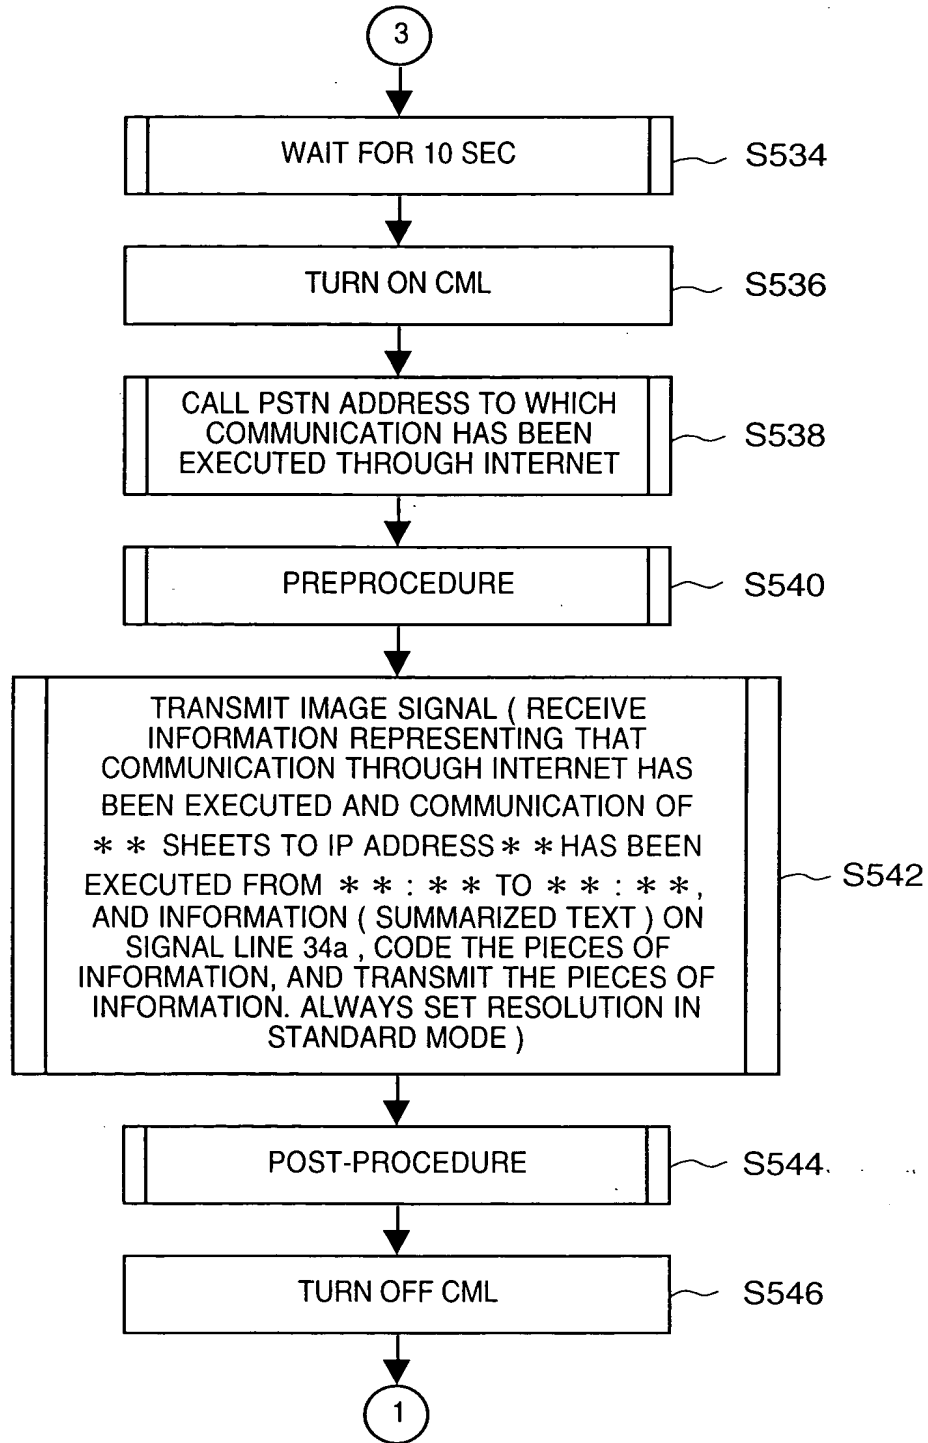 3
WAIT FOR 10 SEC
S534
TURN ON CML
S536
CALL PSTN ADDRESS TO WHICH
COMMUNICATION HAS BEEN
EXECUTED THROUGH INTERNET
S538
PREPROCEDURE
S540
TRANSMIT IMAGE SIGNAL ( RECEIVE
INFORMATION REPRESENTING THAT
COMMUNICATION THROUGH INTERNET HAS
BEEN EXECUTED AND COMMUNICATION OF
* * SHEETS TO IP ADDRESS * * HAS BEEN
EXECUTED FROM * * : * * TO * * : * *,
AND INFORMATION ( SUMMARIZED TEXT ) ON
SIGNAL LINE 34a , CODE THE PIECES OF
INFORMATION, AND TRANSMIT THE PIECES OF
INFORMATION. ALWAYS SET RESOLUTION IN
STANDARD MODE )
S542
POST-PROCEDURE
S544
TURN OFF CML
S546
1